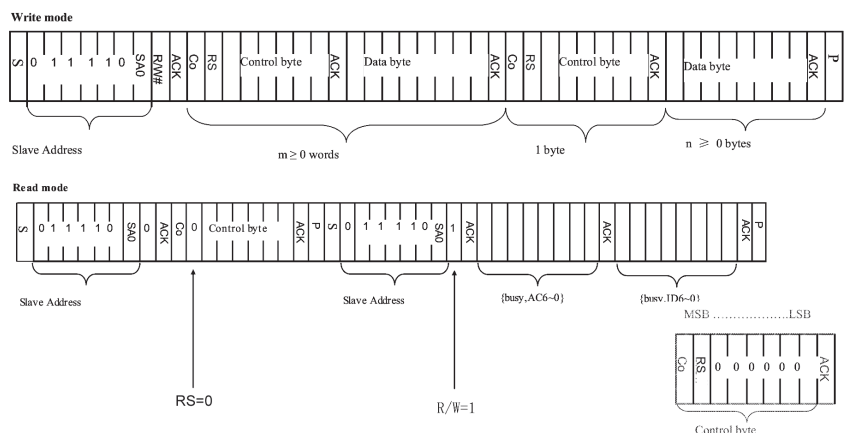 Write mode
S 0 1 1 1 1 0 SA0 R/W# ACK Co RS Control byte ACK Data byte ACK Co RS Control byte ACK Data byte ACK P
Slave Address
m ≥ 0 words
1 byte
n ≥ 0 bytes
Read mode
S 0 1 1 1 1 0 SA0 0 ACK Co 0 Control byte ACK P S 0 1 1 1 1 0 SA0 1 ACK ACK ACK P
Slave Address
Slave Address
{busy,AC6~0}
{busy,ID6~0}
MSB ....................LSB
Co RS 0 0 0 0 0 0 ACK
Control byte
RS=0
R/W=1